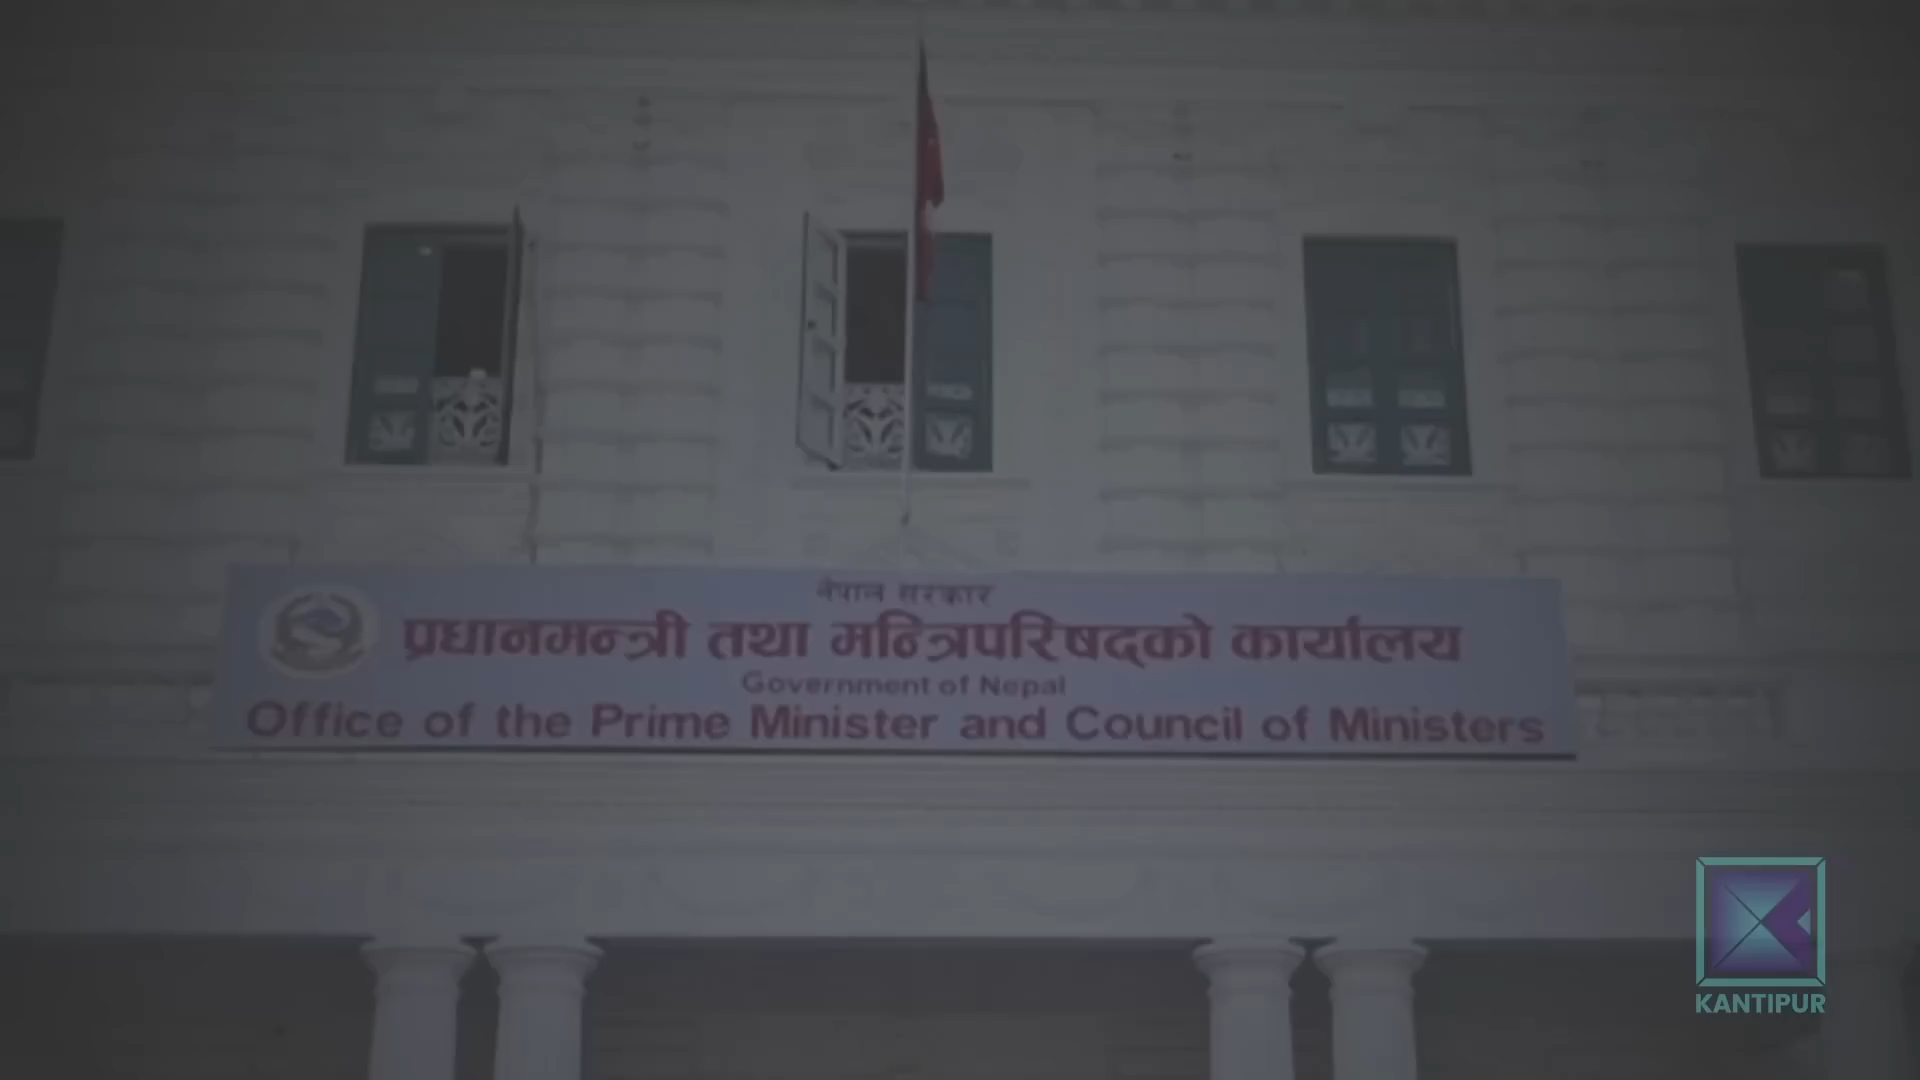 नेपाल सरकार
प्रधानमन्त्री तथा मन्त्रिपरिषद्को कार्यालय
Government of Nepal
Office of the Prime Minister and Council of Ministers
KANTIPUR